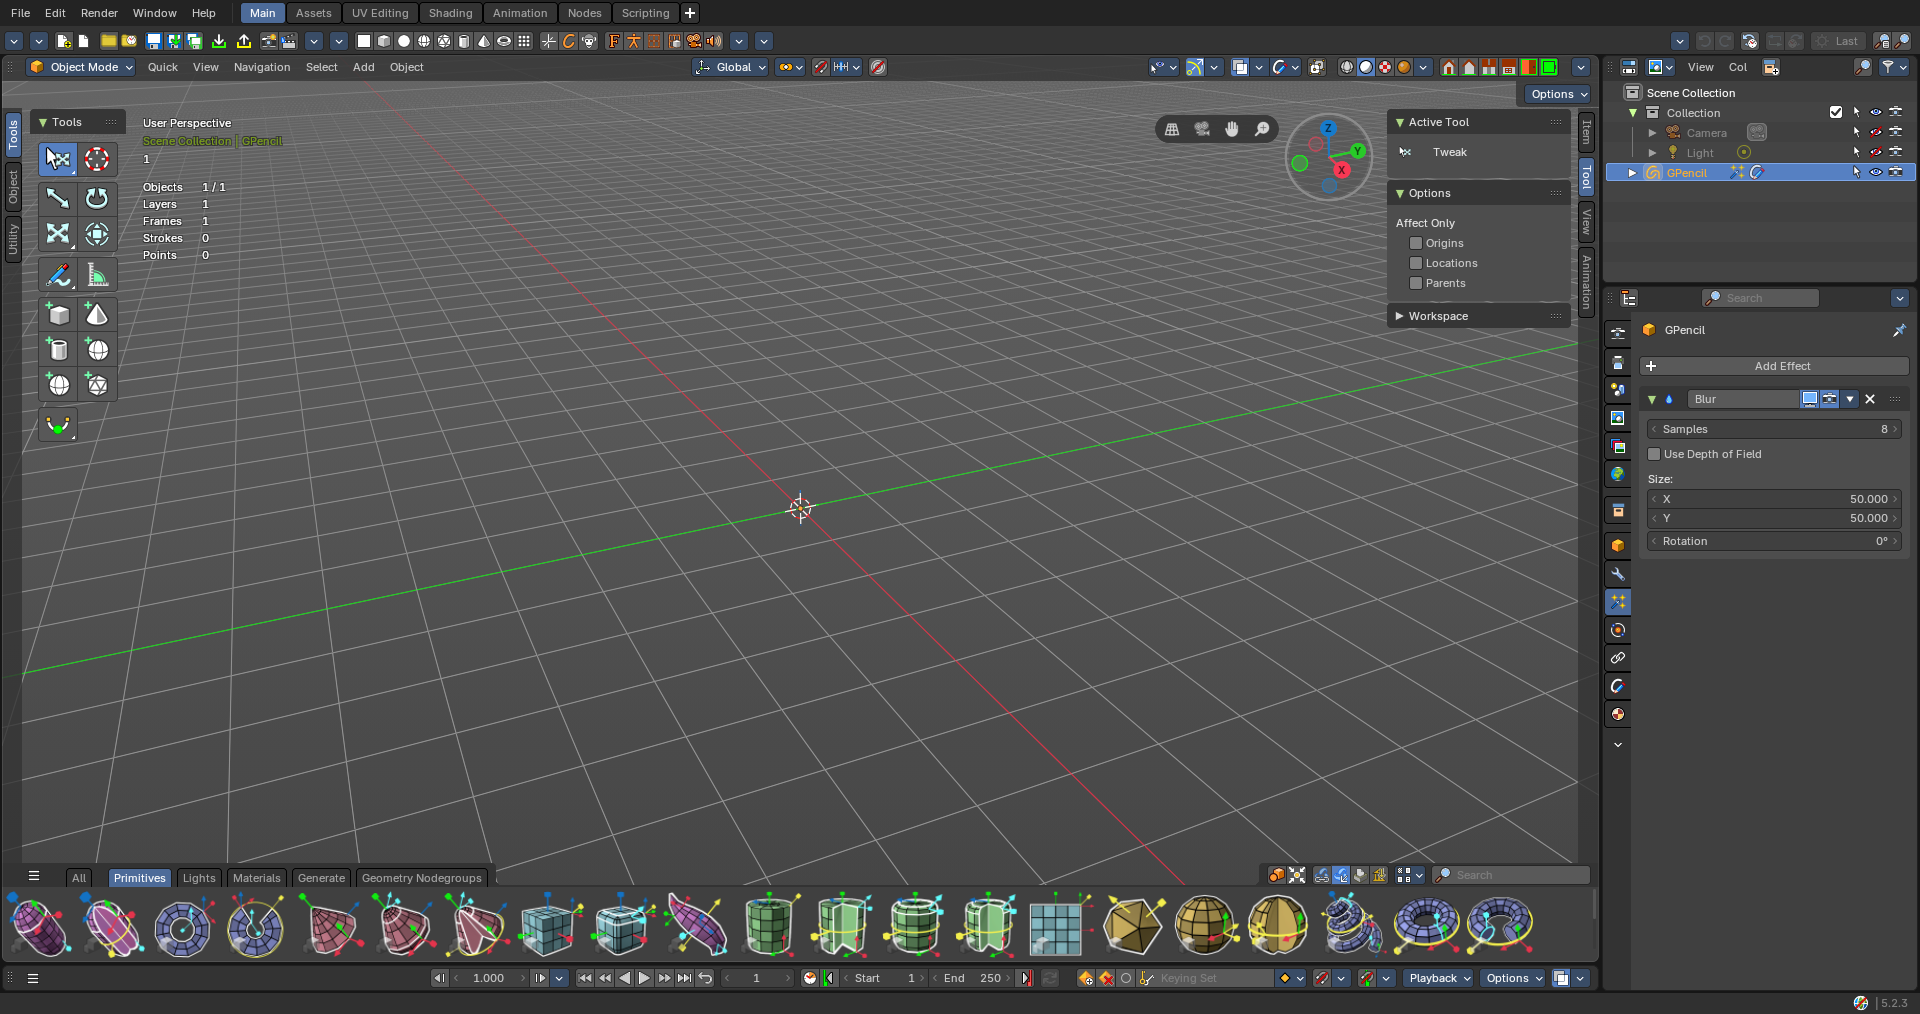 File Edit Render Window Help Main Assets UV Editing Shading Animation Nodes Scripting
Last
Object Mode Quick View Navigation Select Add Object Global
View Col
Options
Scene Collection
Collection
Camera
Light
GPencil
Tools
Object
Utility
Tools
User Perspective
Scene Collection | GPencil
1
Objects 1 / 1
Layers 1
Frames 1
Strokes 0
Points 0
Z
Y
X
Active Tool
Tweak
Options
Affect Only
Origins
Locations
Parents
Workspace
Item
Tool
View
Animation
Search
GPencil
Add Effect
Blur
Samples 8
Use Depth of Field
Size:
X 50.000
Y 50.000
Rotation 0°
All Primitives Lights Materials Generate Geometry Nodegroups
Search
1.000 1 Start 1 End 250 Keying Set Playback Options
5.2.3